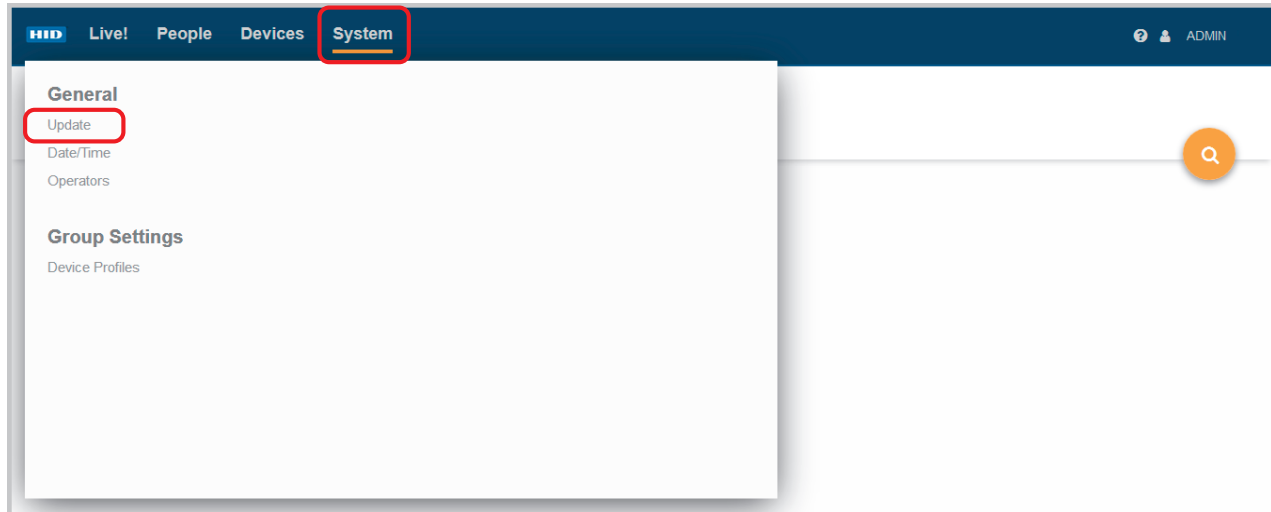 HID Live! People Devices System ADMIN
General
Update
Date/Time
Operators
Group Settings
Device Profiles